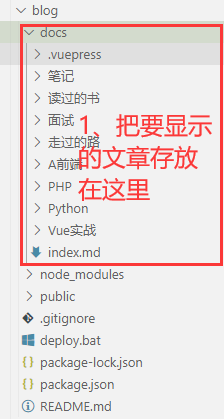 blog
docs
.vuepress
笔记
读过的书
面试
走过的路
A前端
PHP
Python
Vue实战
index.md
node_modules
public
.gitignore
deploy.bat
package-lock.json
package.json
README.md
1、把要显示
的文章存放
在这里